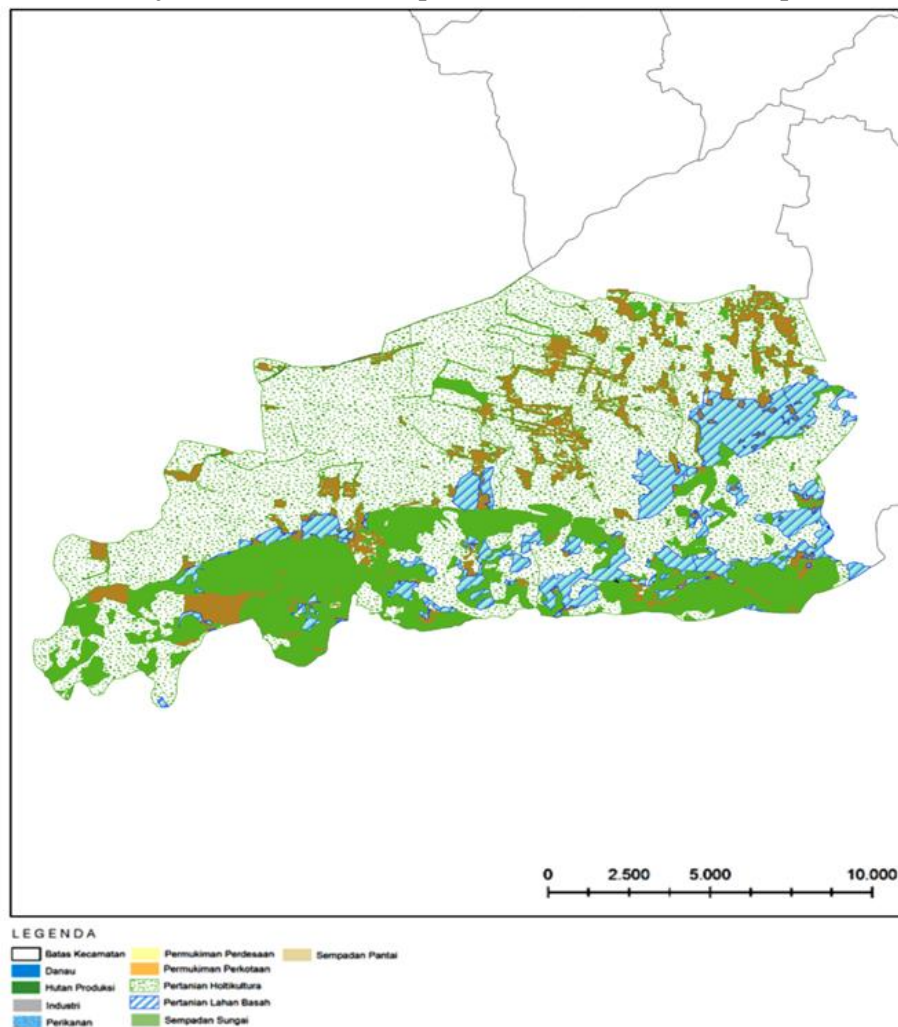 0 2.500 5.000 10.000
LEGENDA
Batas Kecamatan Permukiman Perdesaan Sempadan Pantai
Danau Permukiman Perkotaan
Hutan Produksi Pertanian Holtikultura
Industri Pertanian Lahan Basah
Perikanan Sempadan Sungai